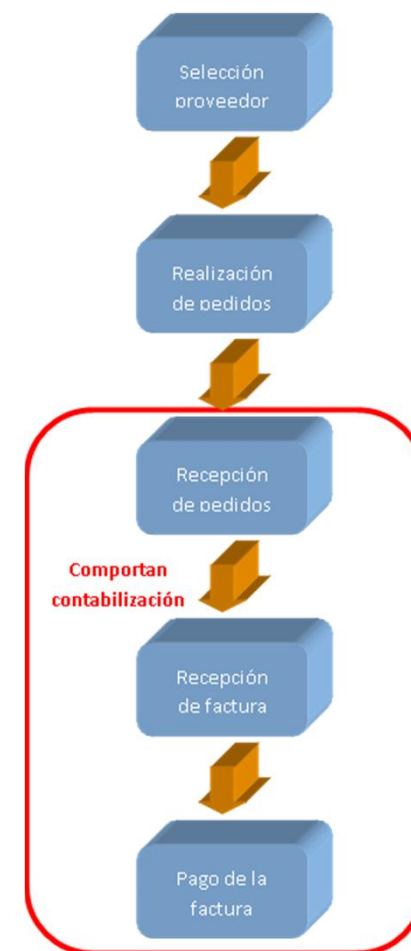 Selección
proveedor
Realización
de pedidos
Recepción
de pedidos
Comportan
contabilización
Recepción
de factura
Pago de la
factura